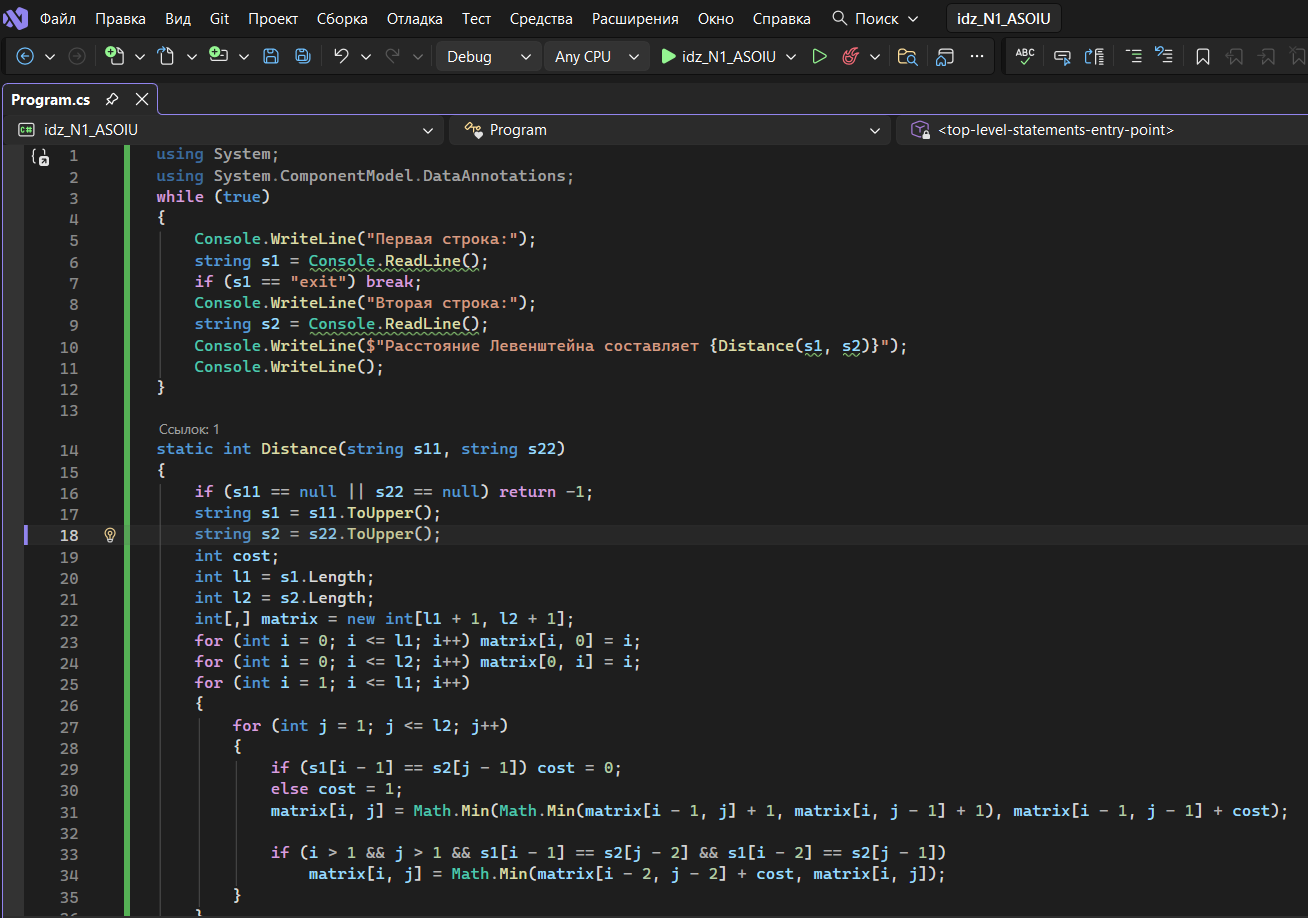 Файл Правка Вид Git Проект Сборка Отладка Тест Средства Расширения Окно Справка Поиск idz_N1_ASOIU
Debug Any CPU idz_N1_ASOIU ABC
Program.cs
C# idz_N1_ASOIU Program <top-level-statements-entry-point>
1 using System;
2 using System.ComponentModel.DataAnnotations;
3 while (true)
4 {
5 Console.WriteLine("Первая строка:");
6 string s1 = Console.ReadLine();
7 if (s1 == "exit") break;
8 Console.WriteLine("Вторая строка:");
9 string s2 = Console.ReadLine();
10 Console.WriteLine($"Расстояние Левенштейна составляет {Distance(s1, s2)}");
11 Console.WriteLine();
12 }
13
Ссылок: 1
14 static int Distance(string s11, string s22)
15 {
16 if (s11 == null || s22 == null) return -1;
17 string s1 = s11.ToUpper();
18 string s2 = s22.ToUpper();
19 int cost;
20 int l1 = s1.Length;
21 int l2 = s2.Length;
22 int[,] matrix = new int[l1 + 1, l2 + 1];
23 for (int i = 0; i <= l1; i++) matrix[i, 0] = i;
24 for (int i = 0; i <= l2; i++) matrix[0, i] = i;
25 for (int i = 1; i <= l1; i++)
26 {
27 for (int j = 1; j <= l2; j++)
28 {
29 if (s1[i - 1] == s2[j - 1]) cost = 0;
30 else cost = 1;
31 matrix[i, j] = Math.Min(Math.Min(matrix[i - 1, j] + 1, matrix[i, j - 1] + 1), matrix[i - 1, j - 1] + cost);
32
33 if (i > 1 && j > 1 && s1[i - 1] == s2[j - 2] && s1[i - 2] == s2[j - 1])
34 matrix[i, j] = Math.Min(matrix[i - 2, j - 2] + cost, matrix[i, j]);
35 }